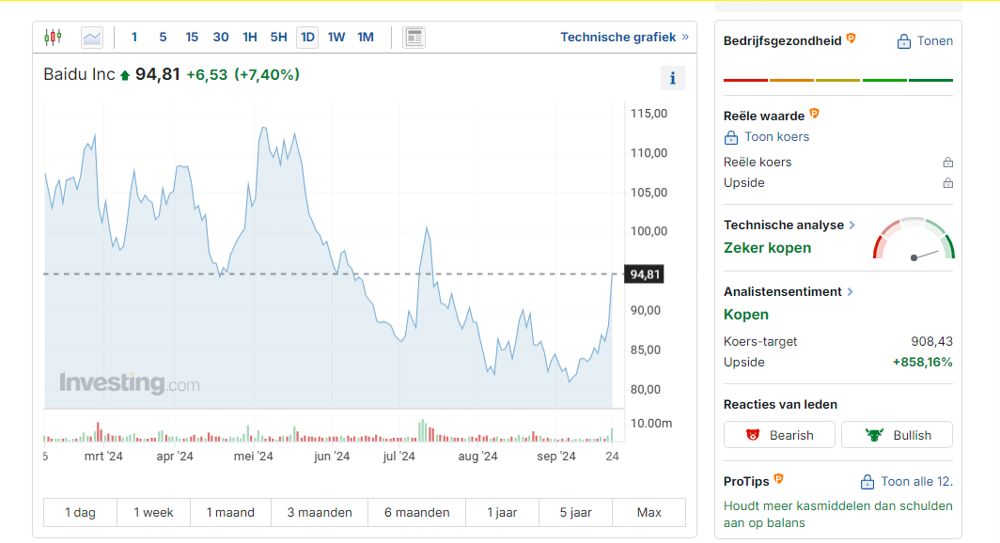 1 5 15 30 1H 5H 1D 1W 1M Technische grafiek »
Baidu Inc 94,81 +6,53 (+7,40%)
i
115,00
110,00
105,00
100,00
94,81
90,00
85,00
80,00
Investing.com
10.00m
6 mrt '24 apr '24 mei '24 jun '24 jul '24 aug '24 sep '24 24
1 dag 1 week 1 maand 3 maanden 6 maanden 1 jaar 5 jaar Max
Bedrijfsgezondheid P Tonen
Reële waarde P
Toon koers
Reële koers
Upside
Technische analyse
Zeker kopen
Analistensentiment
Kopen
Koers-target 908,43
Upside +858,16%
Reacties van leden
Bearish Bullish
ProTips P Toon alle 12.
Houdt meer kasmiddelen dan schulden
aan op balans